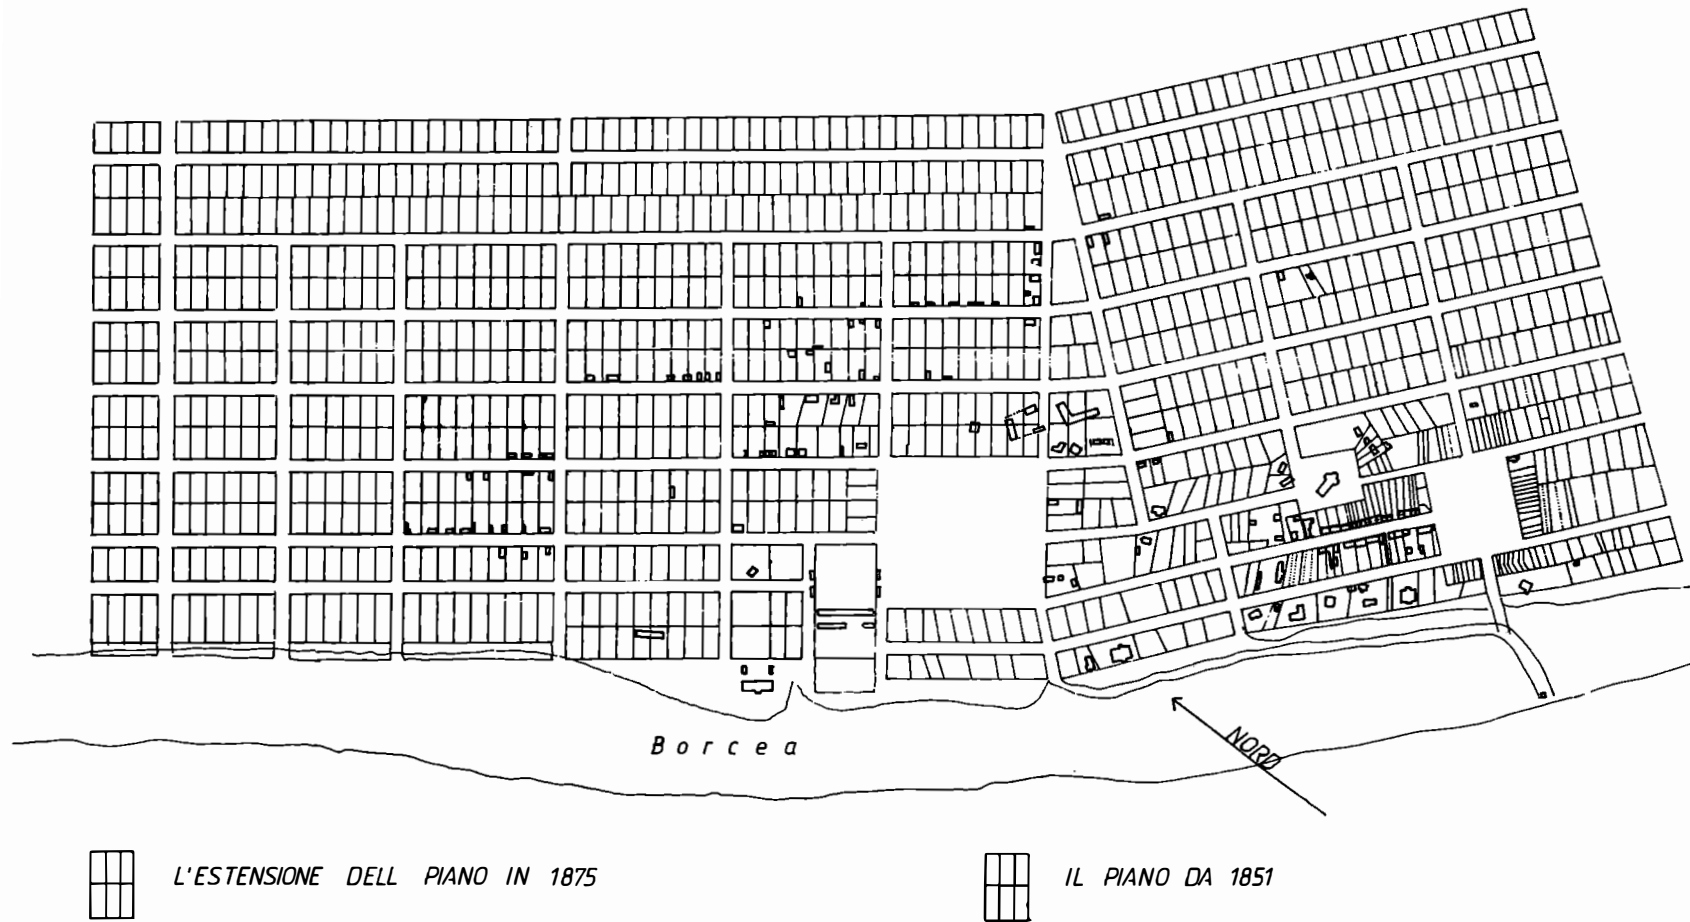 NORD
Borcea
L'ESTENSIONE DELL PIANO IN 1875
IL PIANO DA 1851